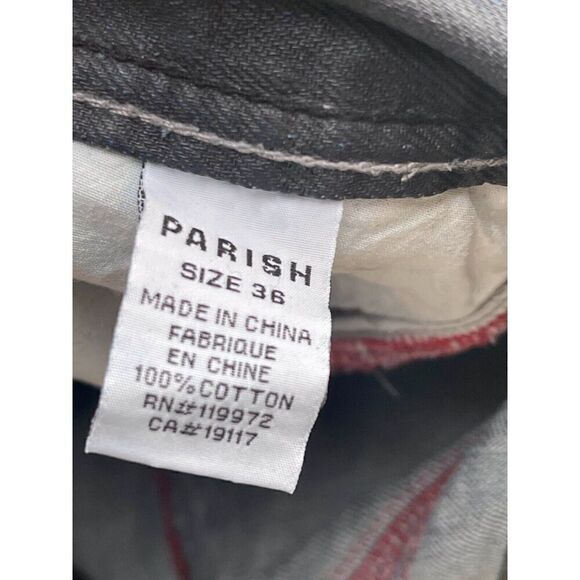 PARISH
SIZE 36
MADE IN CHINA
FABRIQUE
EN CHINE
100% COTTON
RN#119972
CA#19117